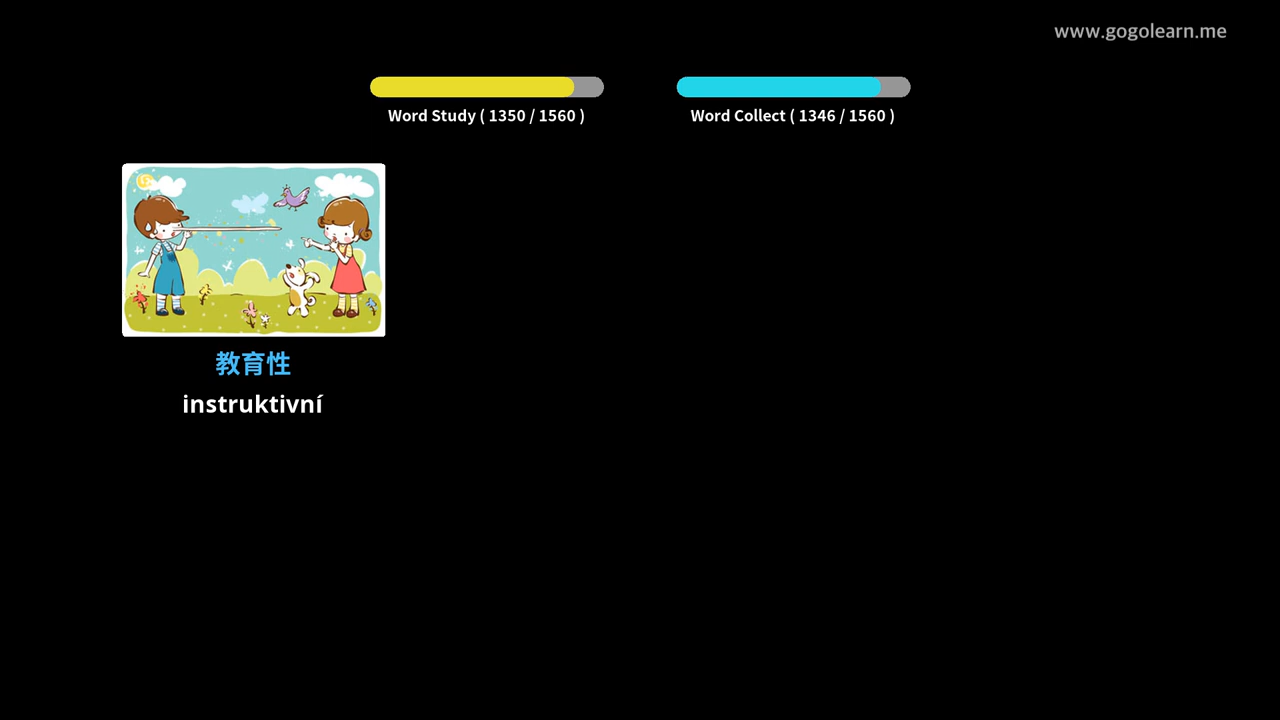 www.gogolearn.me
Word Study ( 1350 / 1560 )
Word Collect ( 1346 / 1560 )
教育性
instruktivní